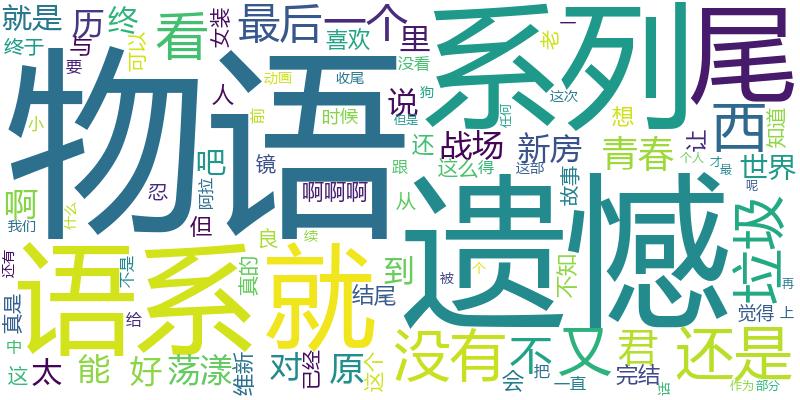 就是
历
终
看
女装
最后
一个
喜欢
里
系列
老
一
尾
终于
与
可以
要
动画
收尾
没看
物语
人
前
时候
狗
但是
说
这次
任何
想
西
知道
小
忍
阿拉
吧
镜
还
战场
新房
青春
让
世界
啊
啊啊啊
跟
这么
得
这部
故事
个人
才
最
我们
什么
但
良
从
遗憾
垃圾
呢
还有
语系
不是
真的
就
续
到
被
个
不知
再
真是
给
结尾
觉得
上
中
这
太
能
好
荡漾
维新
对
已经
原
这个
没有
会
不
把
又
一直
君
完结
还是
话
作为
部分